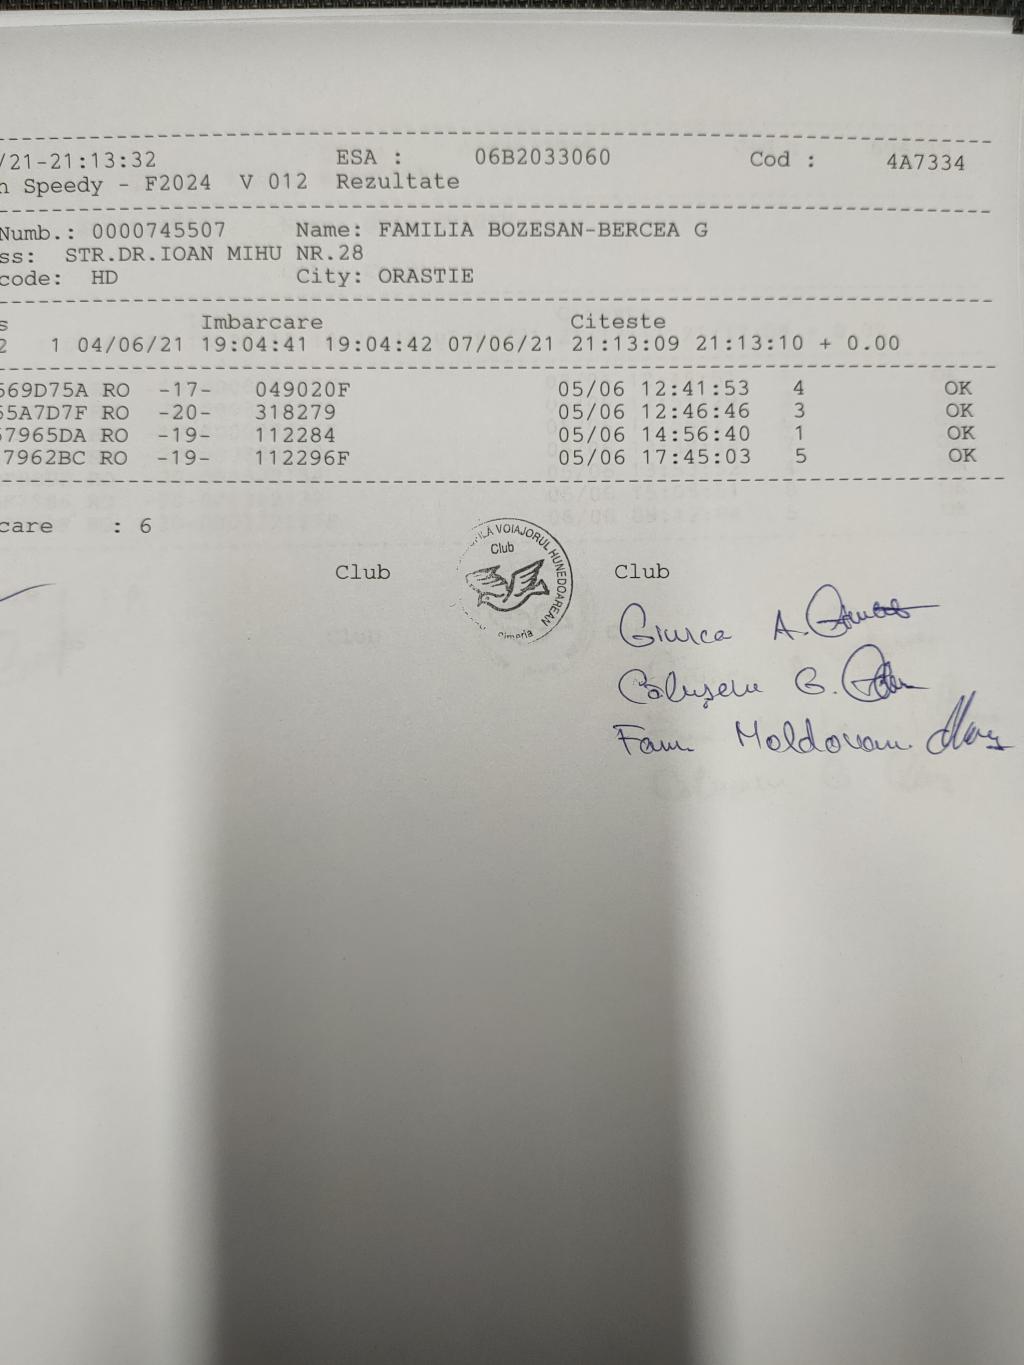 /21-21:13:32 ESA : 06B2033060 Cod : 4A7334
n Speedy - F2024 V 012 Rezultate
Numb.: 0000745507 Name: FAMILIA BOZESAN-BERCEA G
ss: STR.DR.IOAN MIHU NR.28
code: HD City: ORASTIE
s Imbarcare Citeste
2 1 04/06/21 19:04:41 19:04:42 07/06/21 21:13:09 21:13:10 + 0.00
569D75A RO -17- 049020F 05/06 12:41:53 4 OK
55A7D7F RO -20- 318279 05/06 12:46:46 3 OK
57965DA RO -19- 112284 05/06 14:56:40 1 OK
7962BC RO -19- 112296F 05/06 17:45:03 5 OK
care : 6
VOIAJORUL HUNEDOAREAN
Club
Club Club
Giurca A.
G.
Fam. Moldovan